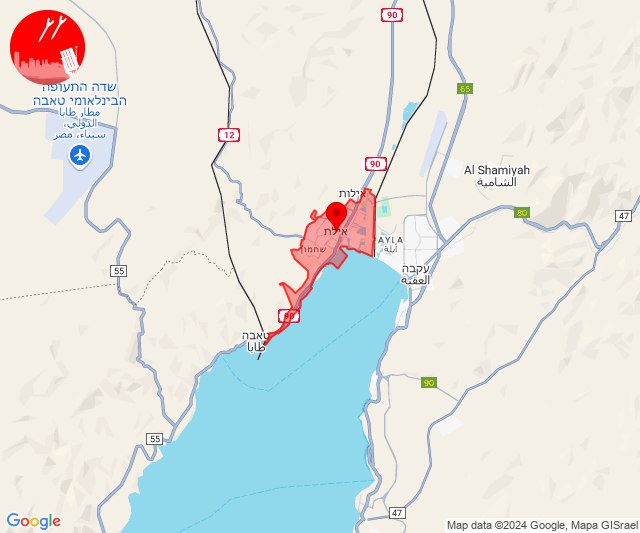 90
65
שדה התעופה
הבינלאומי טאבה
مطار طابا
الدولي،
سيناء، مصر
12
90
Al Shamiyah
الشامية
אילות
80
47
אילת
שחמון
AYLA
أيلة
עקבה
العقبة
55
90
טאבה
طابا
90
55
47
Google
Map data ©2024 Google, Mapa GISrael